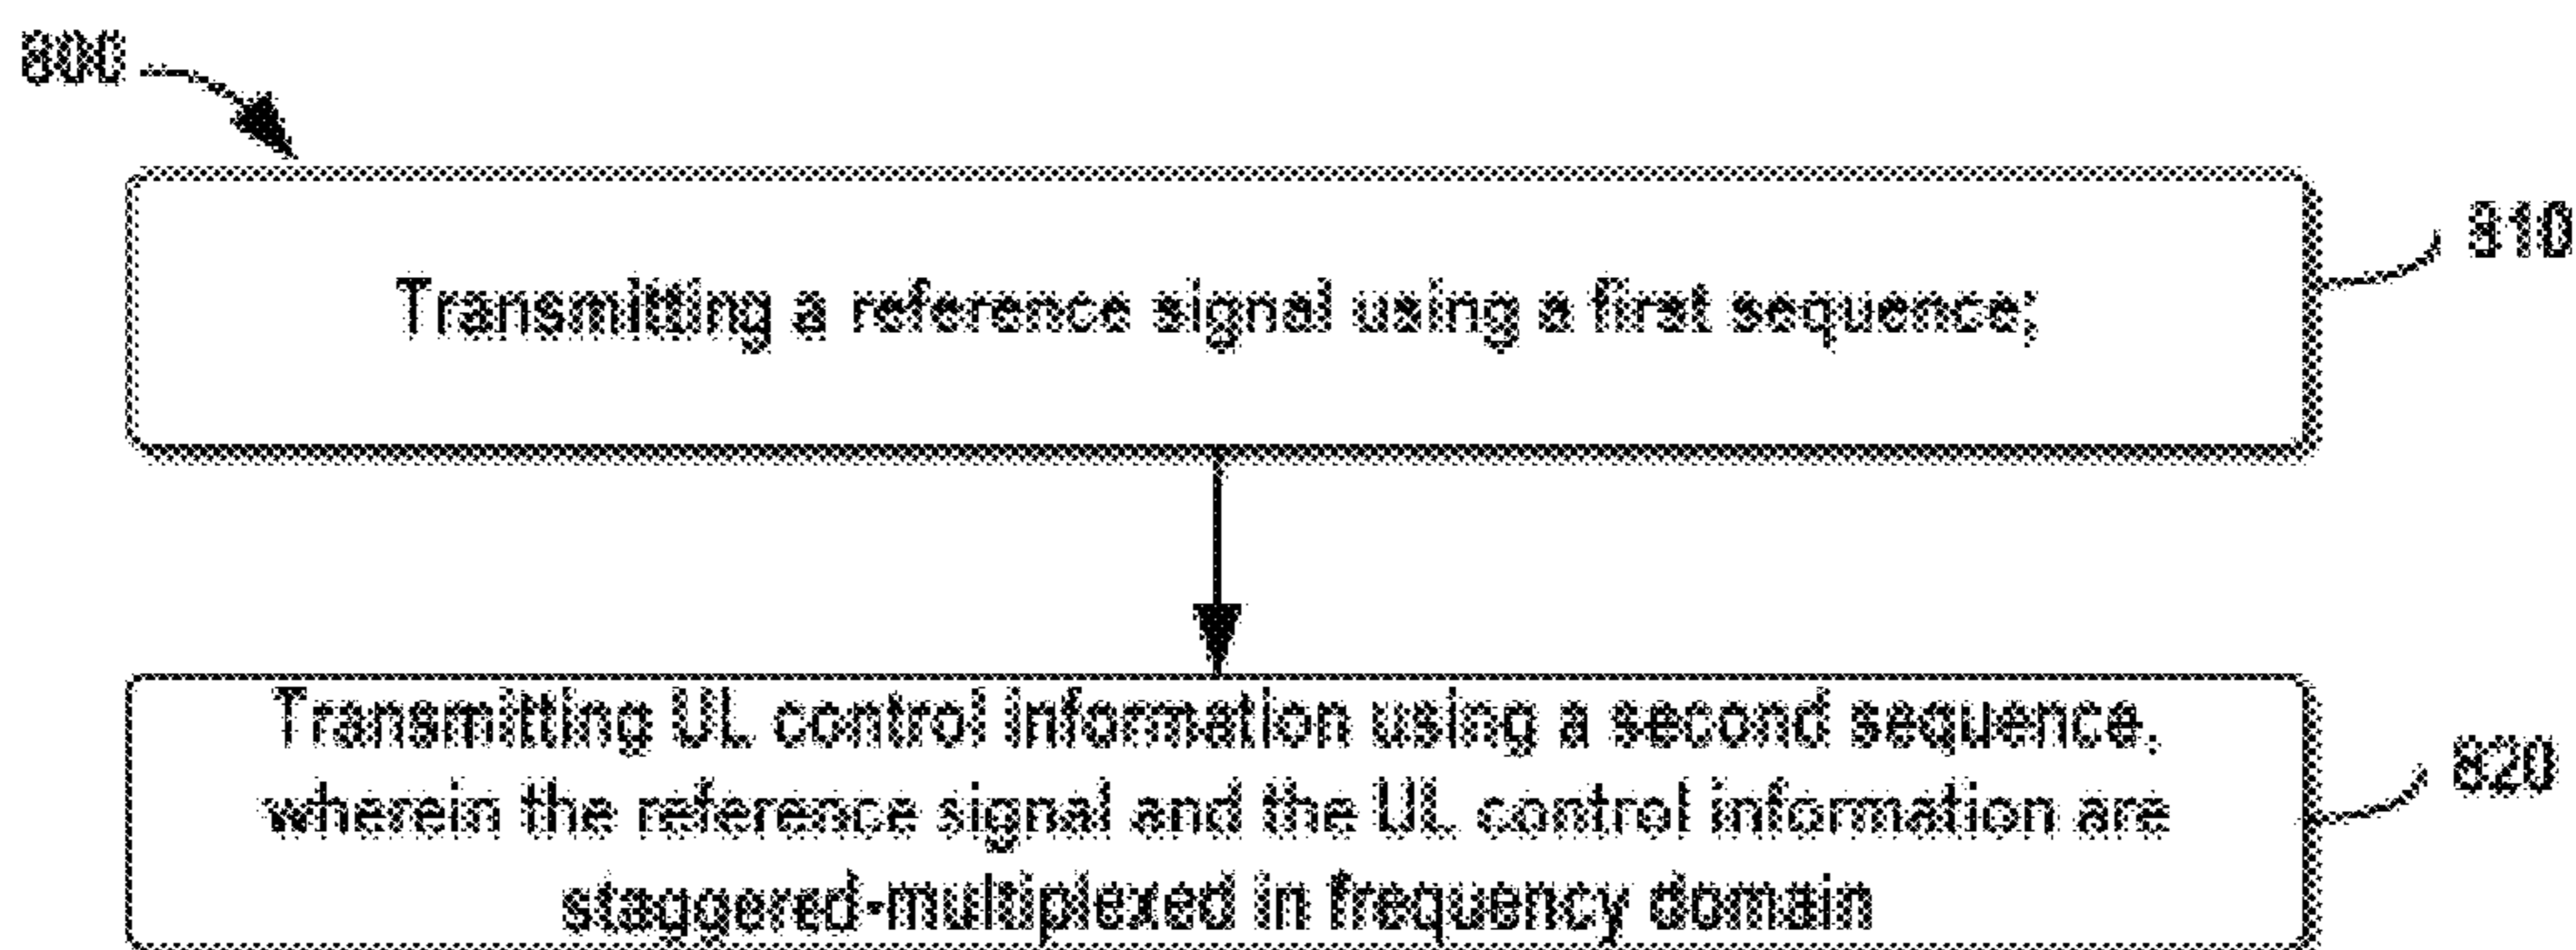 800
Transmitting a reference signal using a first sequence;
810
Transmitting UL control information using a second sequence,
wherein the reference signal and the UL control information are
staggered-multiplexed in frequency domain
820